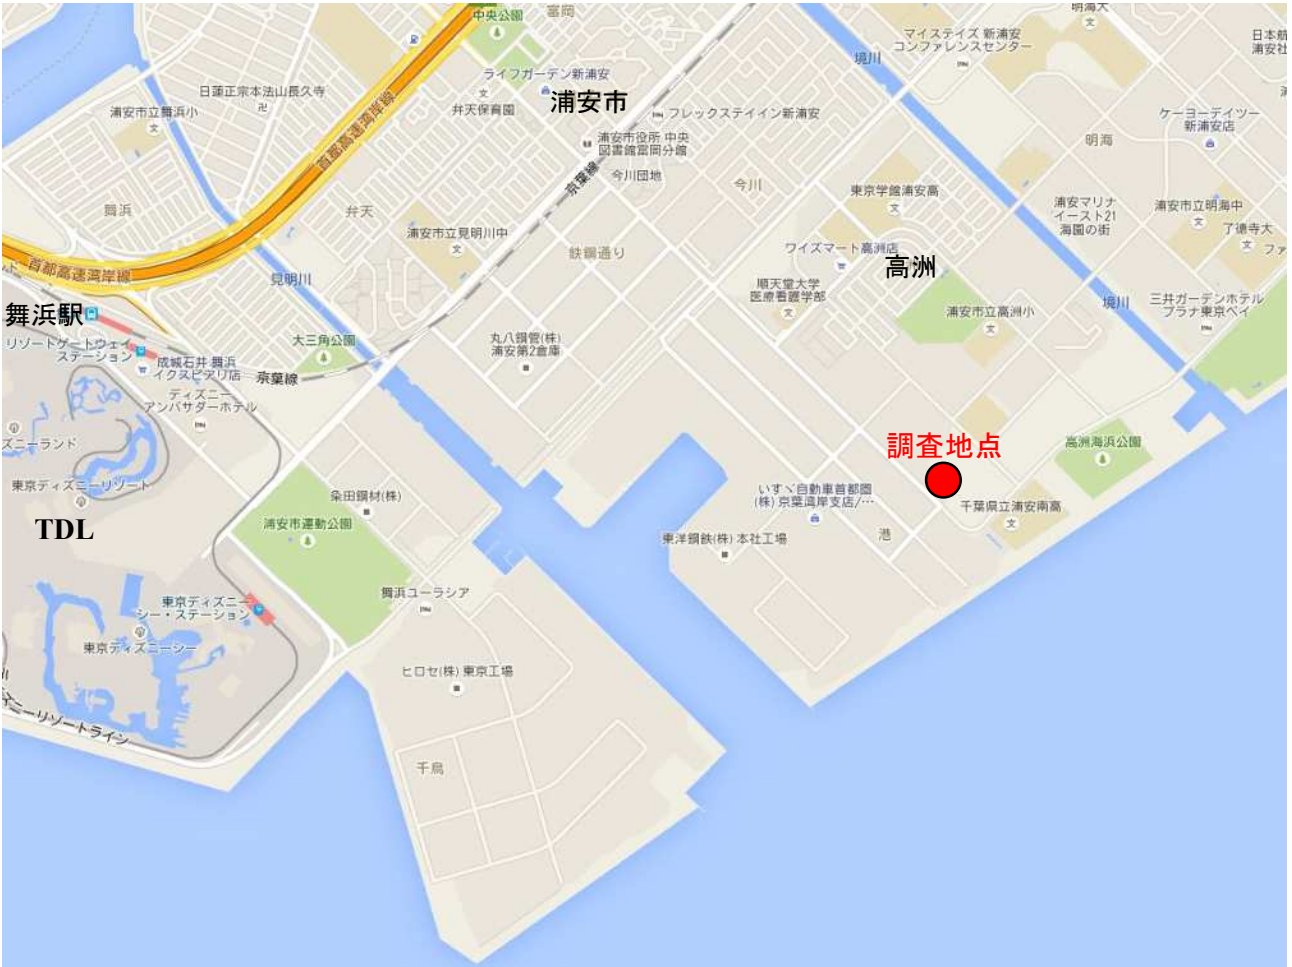 中央公園
富岡
明海大
マイステイズ 新浦安
コンファレンスセンター
境川
日本航
浦安社
ライフガーデン新浦安
日蓮正宗本法山長久寺
浦安市立舞浜小
弁天保育園
浦安市
フレックステイイン新浦安
首都高速湾岸線
浦安市役所 中央
図書館富岡分館
ケーヨーデイツー
新浦安店
明海
京葉線
今川団地
今川
東京学館浦安高
舞浜
弁天
浦安市立見明川中
浦安マリナ
イースト21
海園の街
浦安市立明海中
了徳寺大
ファ
鉄鋼通り
ワイズマート高洲店
高洲
首都高速湾岸線
見明川
順天堂大学
医療看護学部
浦安市立高洲小
境川
三井ガーデンホテル
プラナ東京ベイ
舞浜駅
リゾートゲートウェイ
ステーション
大三角公園
丸八鋼管(株)
浦安第2倉庫
成城石井 舞浜
イクスピアリ店
京葉線
ディズニー
アンバサダーホテル
ズニーランド
調査地点
高洲海浜公園
東京ディズニーリゾート
粂田鋼材(株)
いすゞ自動車首都圏
(株) 京葉湾岸支店/…
千葉県立浦安南高
TDL
浦安市運動公園
東洋鋼鉄(株) 本社工場
港
舞浜ユーラシア
東京ディズニー
シー・ステーション
東京ディズニーシー
ヒロセ(株) 東京工場
ニーリゾートライン
千鳥